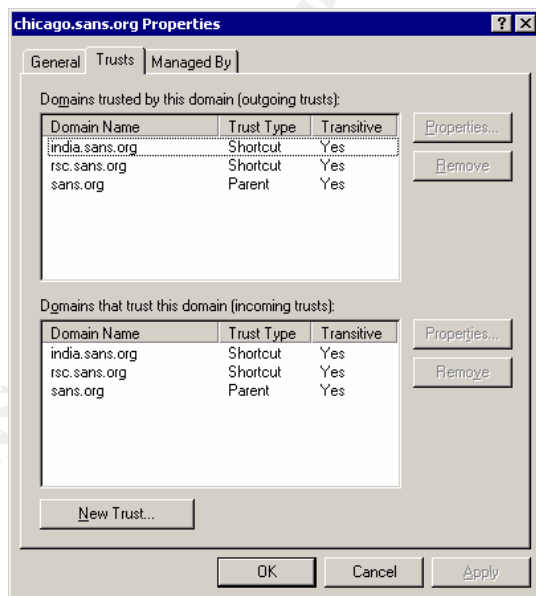 chicago.sans.org Properties
General Trusts Managed By
Domains trusted by this domain (outgoing trusts):
Domain Name Trust Type Transitive
india.sans.org Shortcut Yes
rsc.sans.org Shortcut Yes
sans.org Parent Yes
Properties...
Remove
Domains that trust this domain (incoming trusts):
Domain Name Trust Type Transitive
india.sans.org Shortcut Yes
rsc.sans.org Shortcut Yes
sans.org Parent Yes
Properties...
Remove
New Trust...
OK Cancel Apply